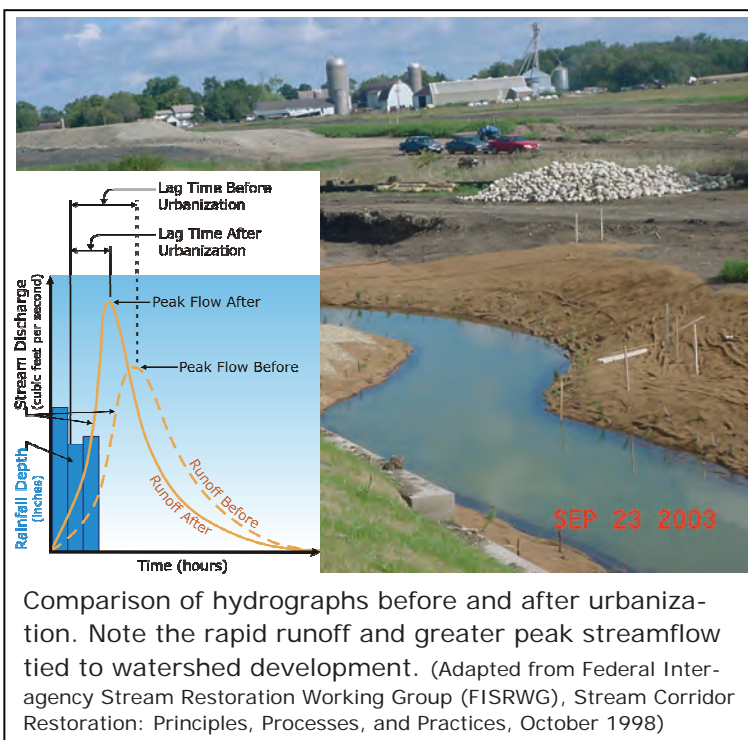 Lag Time Before
Urbanization
Lag Time After
Urbanization
Peak Flow After
Peak Flow Before
Stream Discharge
(cubic feet per second)
Rainfall Depth
(inches)
Runoff Before
Runoff After
Time (hours)
SEP 23 2003
Comparison of hydrographs before and after urbaniza-
tion. Note the rapid runoff and greater peak streamflow
tied to watershed development. (Adapted from Federal Inter-
agency Stream Restoration Working Group (FISRWG), Stream Corridor
Restoration: Principles, Processes, and Practices, October 1998)